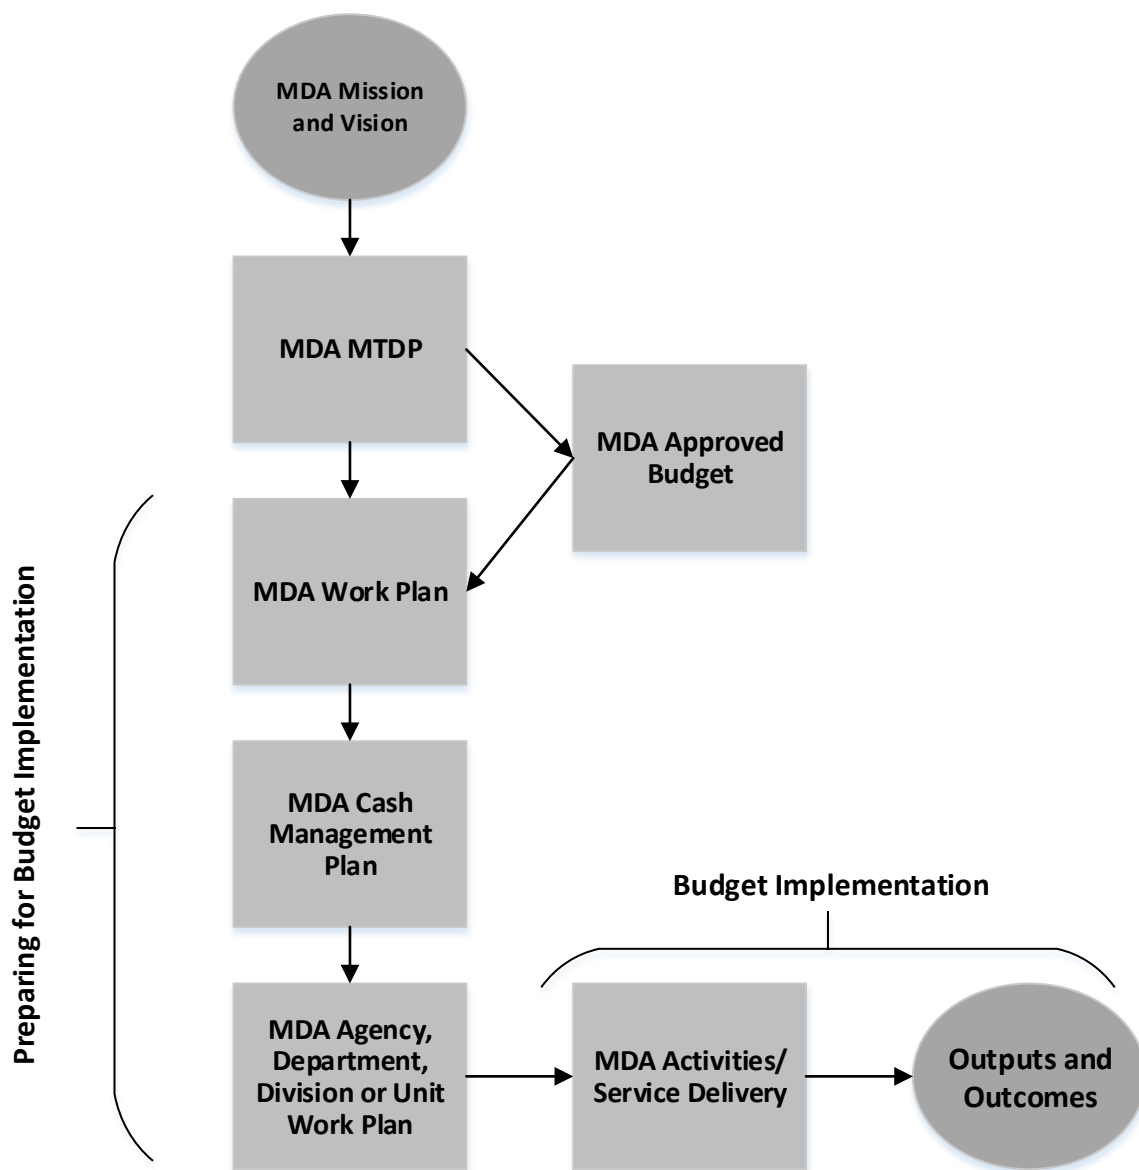 MDA Mission
and Vision
MDA MTDP
MDA Approved
Budget
MDA Work Plan
Preparing for Budget Implementation
MDA Cash
Management
Plan
Budget Implementation
MDA Agency,
Department,
Division or Unit
Work Plan
MDA Activities/
Service Delivery
Outputs and
Outcomes